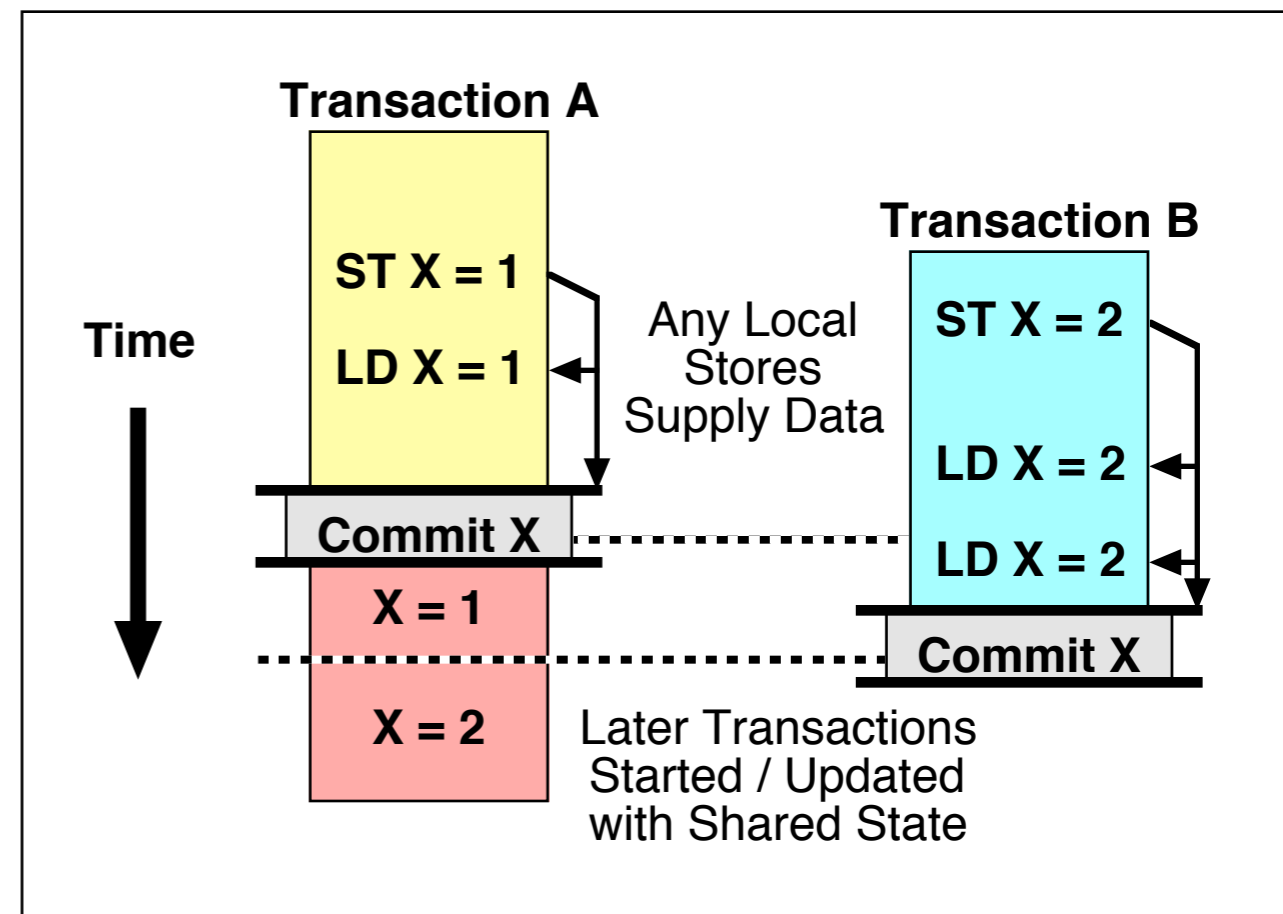 Transaction A
Transaction B
Time
ST X = 1
LD X = 1
Any Local
Stores
Supply Data
ST X = 2
LD X = 2
LD X = 2
Commit X
X = 1
Commit X
X = 2
Later Transactions
Started / Updated
with Shared State